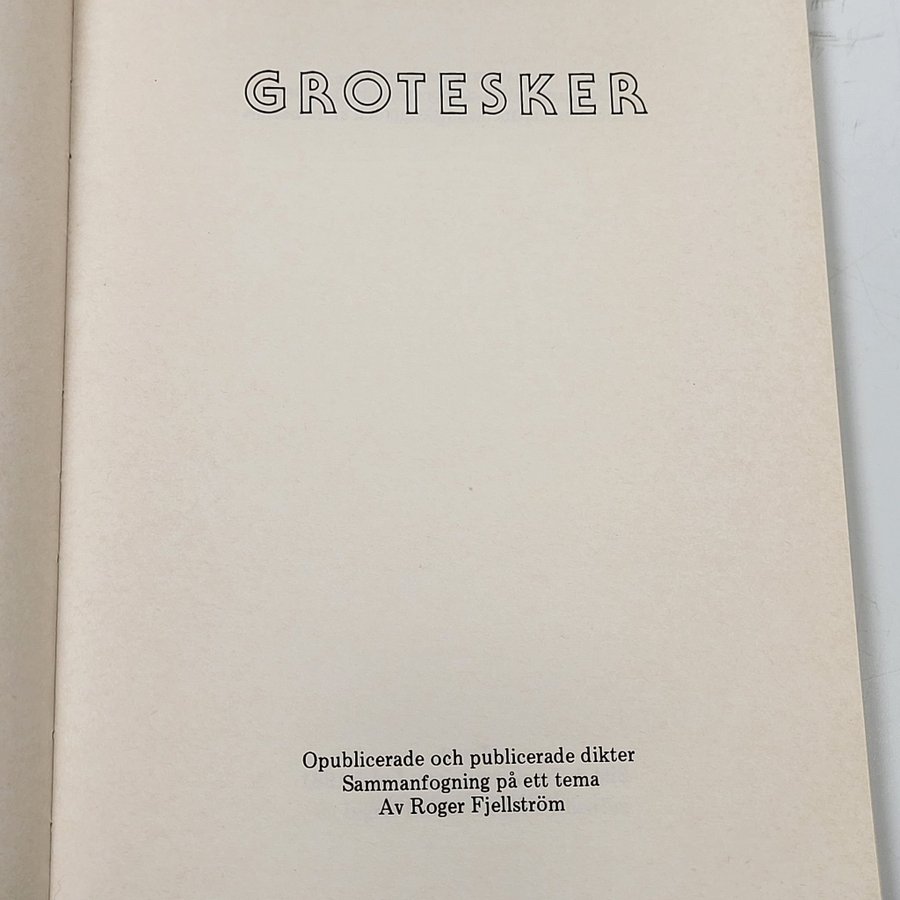 GROTESKER
Opublicerade och publicerade dikter
Sammanfogning på ett tema
Av Roger Fjellström